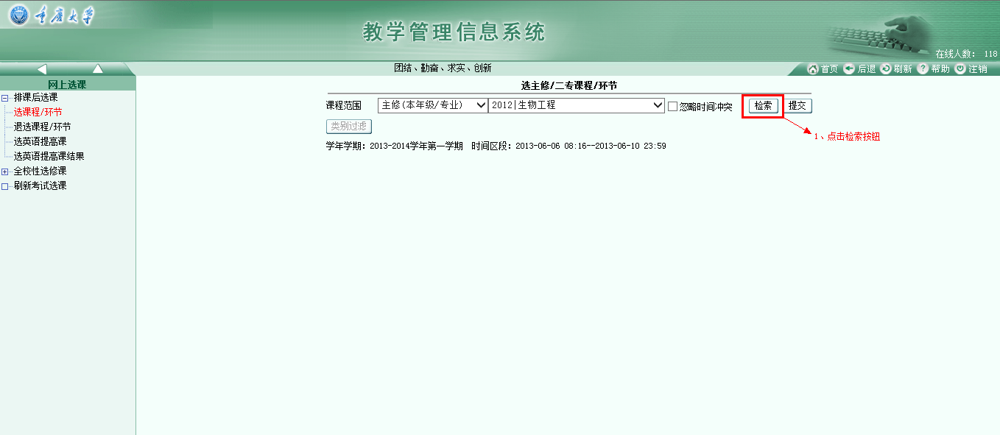 重庆大学
教学管理信息系统
在线人数： 118
团结、勤奋、求实、创新
首页 后退 刷新 帮助 注销
网上选课
选主修/二专课程/环节
排课后选课
选课程/环节
退选课程/环节
选英语提高课
选英语提高课结果
全校性选修课
刷新考试选课
课程范围 主修(本年级/专业) 2012|生物工程 忽略时间冲突 检索 提交
类别过滤
1、点击检索按钮
学年学期：2013-2014学年第一学期 时间区段：2013-06-06 08:16--2013-06-10 23:59